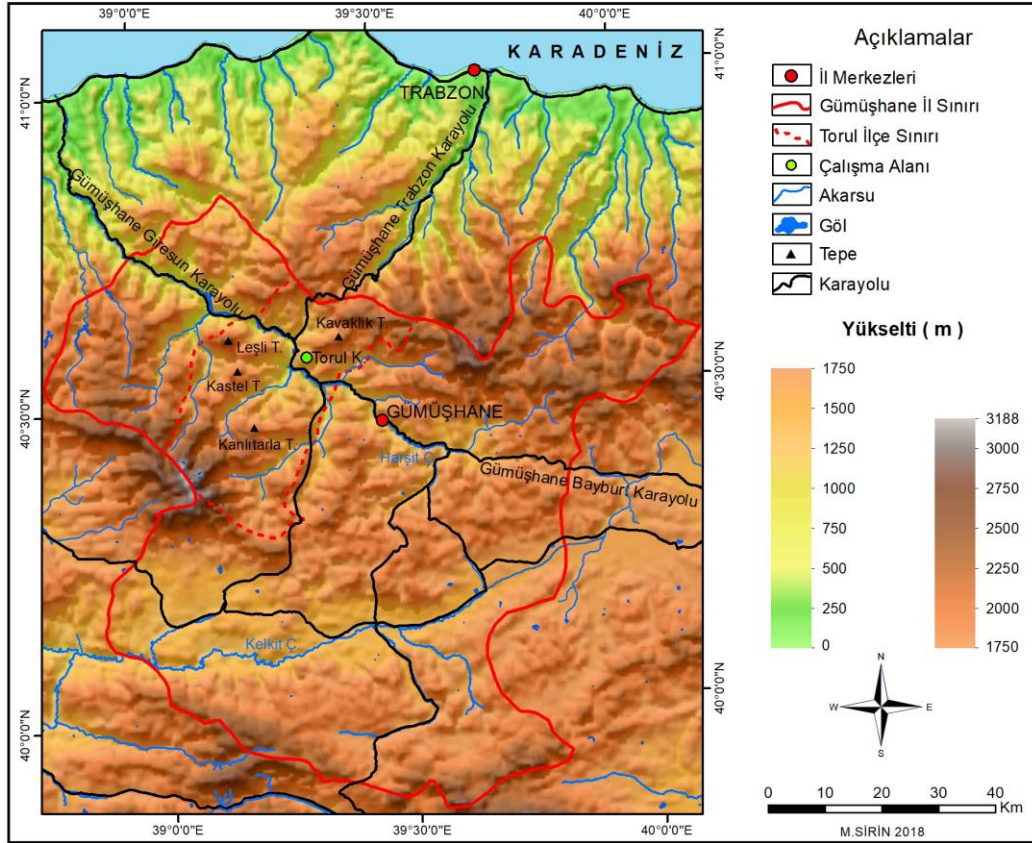 39°0'0"E
39°30'0"E
40°0'0"E
41°0'0"N
41°0'0"N
40°30'0"N
40°30'0"N
40°0'0"N
40°0'0"N
KARADENİZ
TRABZON
Gümüşhane Giresun Karayolu
Gümüşhane Trabzon Karayolu
Kavaklık T.
Leşli T.
Torul K.
Kastel T.
GÜMÜŞHANE
Kanlıtarla T.
Harşit Ç.
Gümüşhane Bayburt Karayolu
Kelkit Ç.
39°0'0"E
39°30'0"E
40°0'0"E
Açıklamalar
İl Merkezleri
Gümüşhane İl Sınırı
Torul İlçe Sınırı
Çalışma Alanı
Akarsu
Göl
Tepe
Karayolu
Yükselti ( m )
1750
1500
1250
1000
750
500
250
0
3188
3000
2750
2500
2250
2000
1750
N
W
E
S
0
10
20
30
40
Km
M.SİRİN 2018